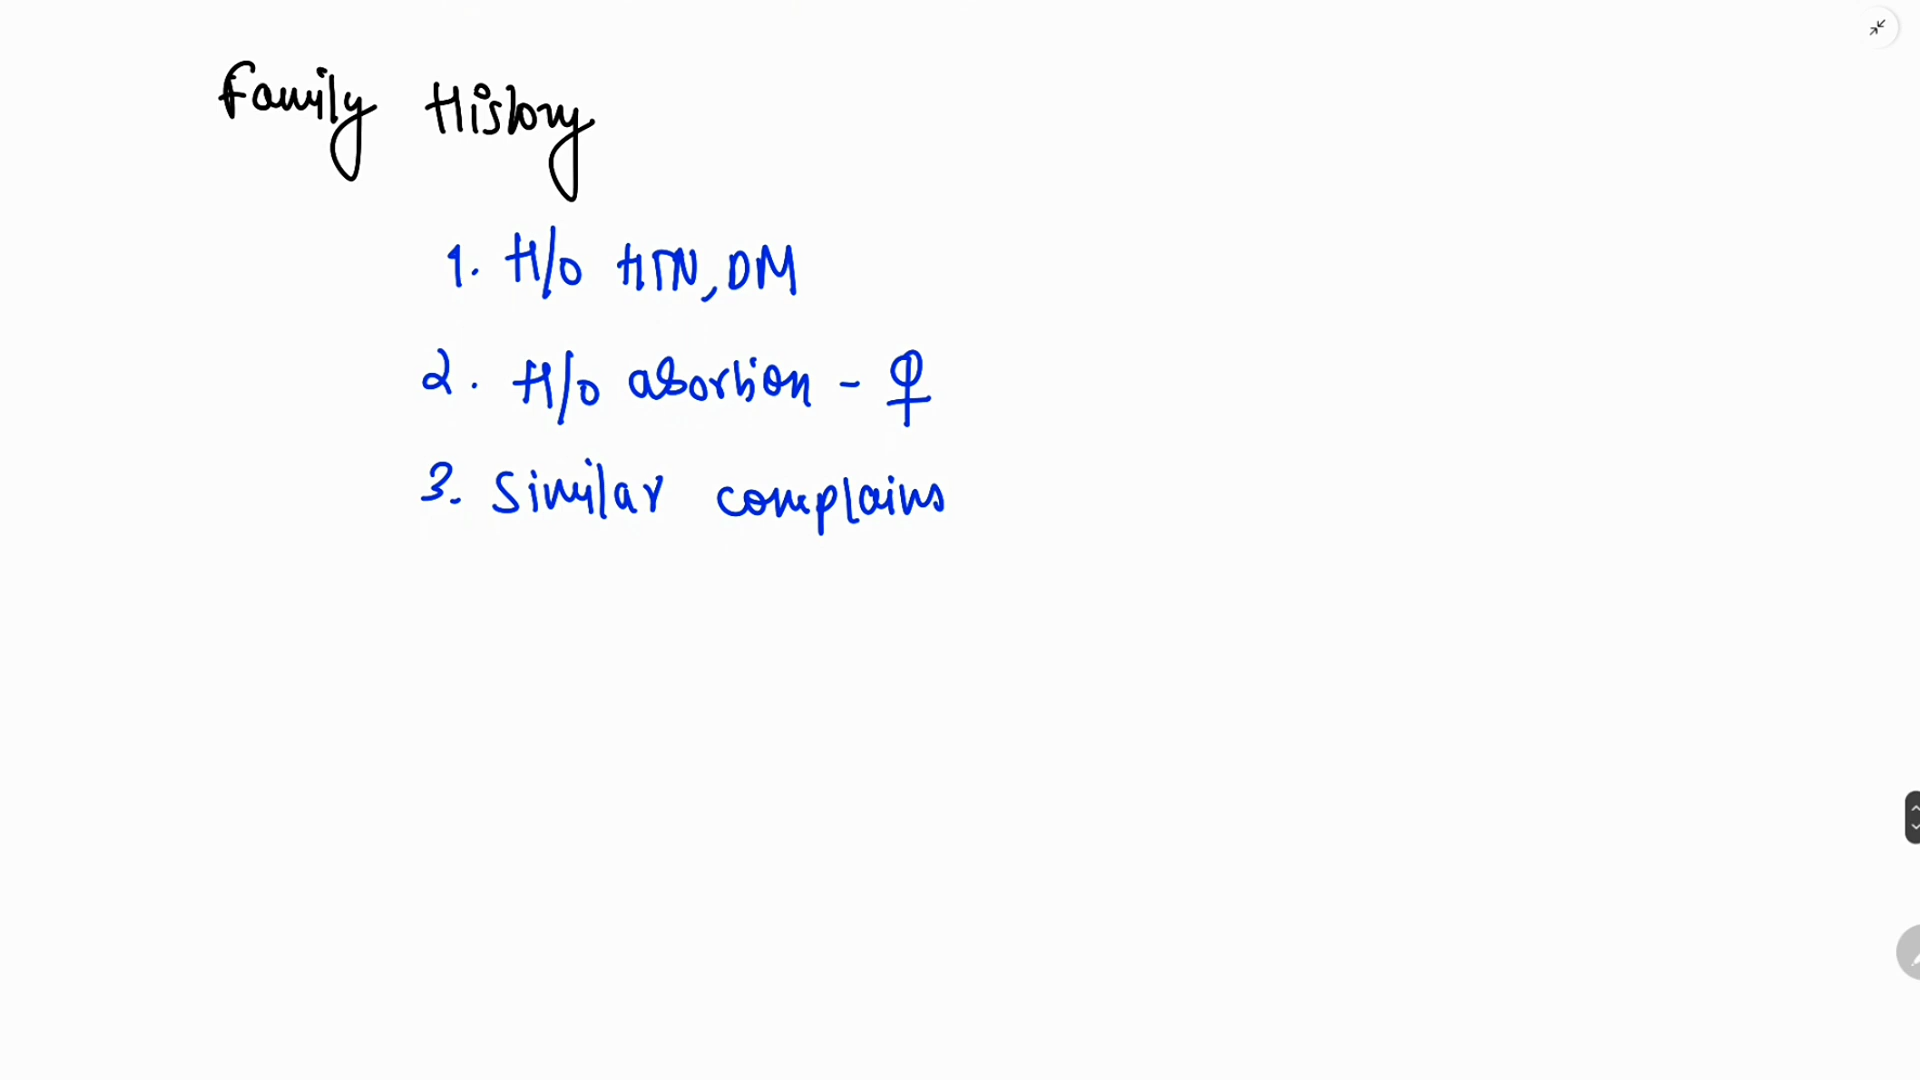 Family History
1. H/o HTN, DM
2. H/o abortion - ♀
3. Similar complains